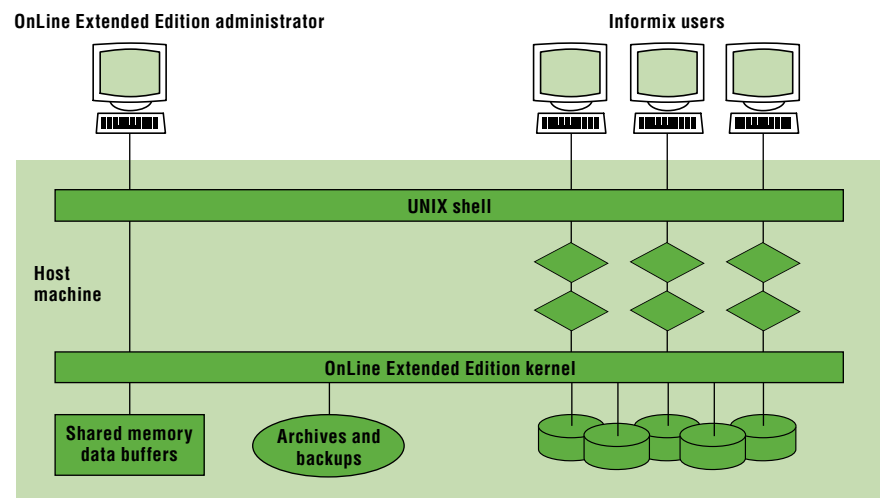 OnLine Extended Edition administrator
Informix users
UNIX shell
Host
machine
OnLine Extended Edition kernel
Shared memory
data buffers
Archives and
backups